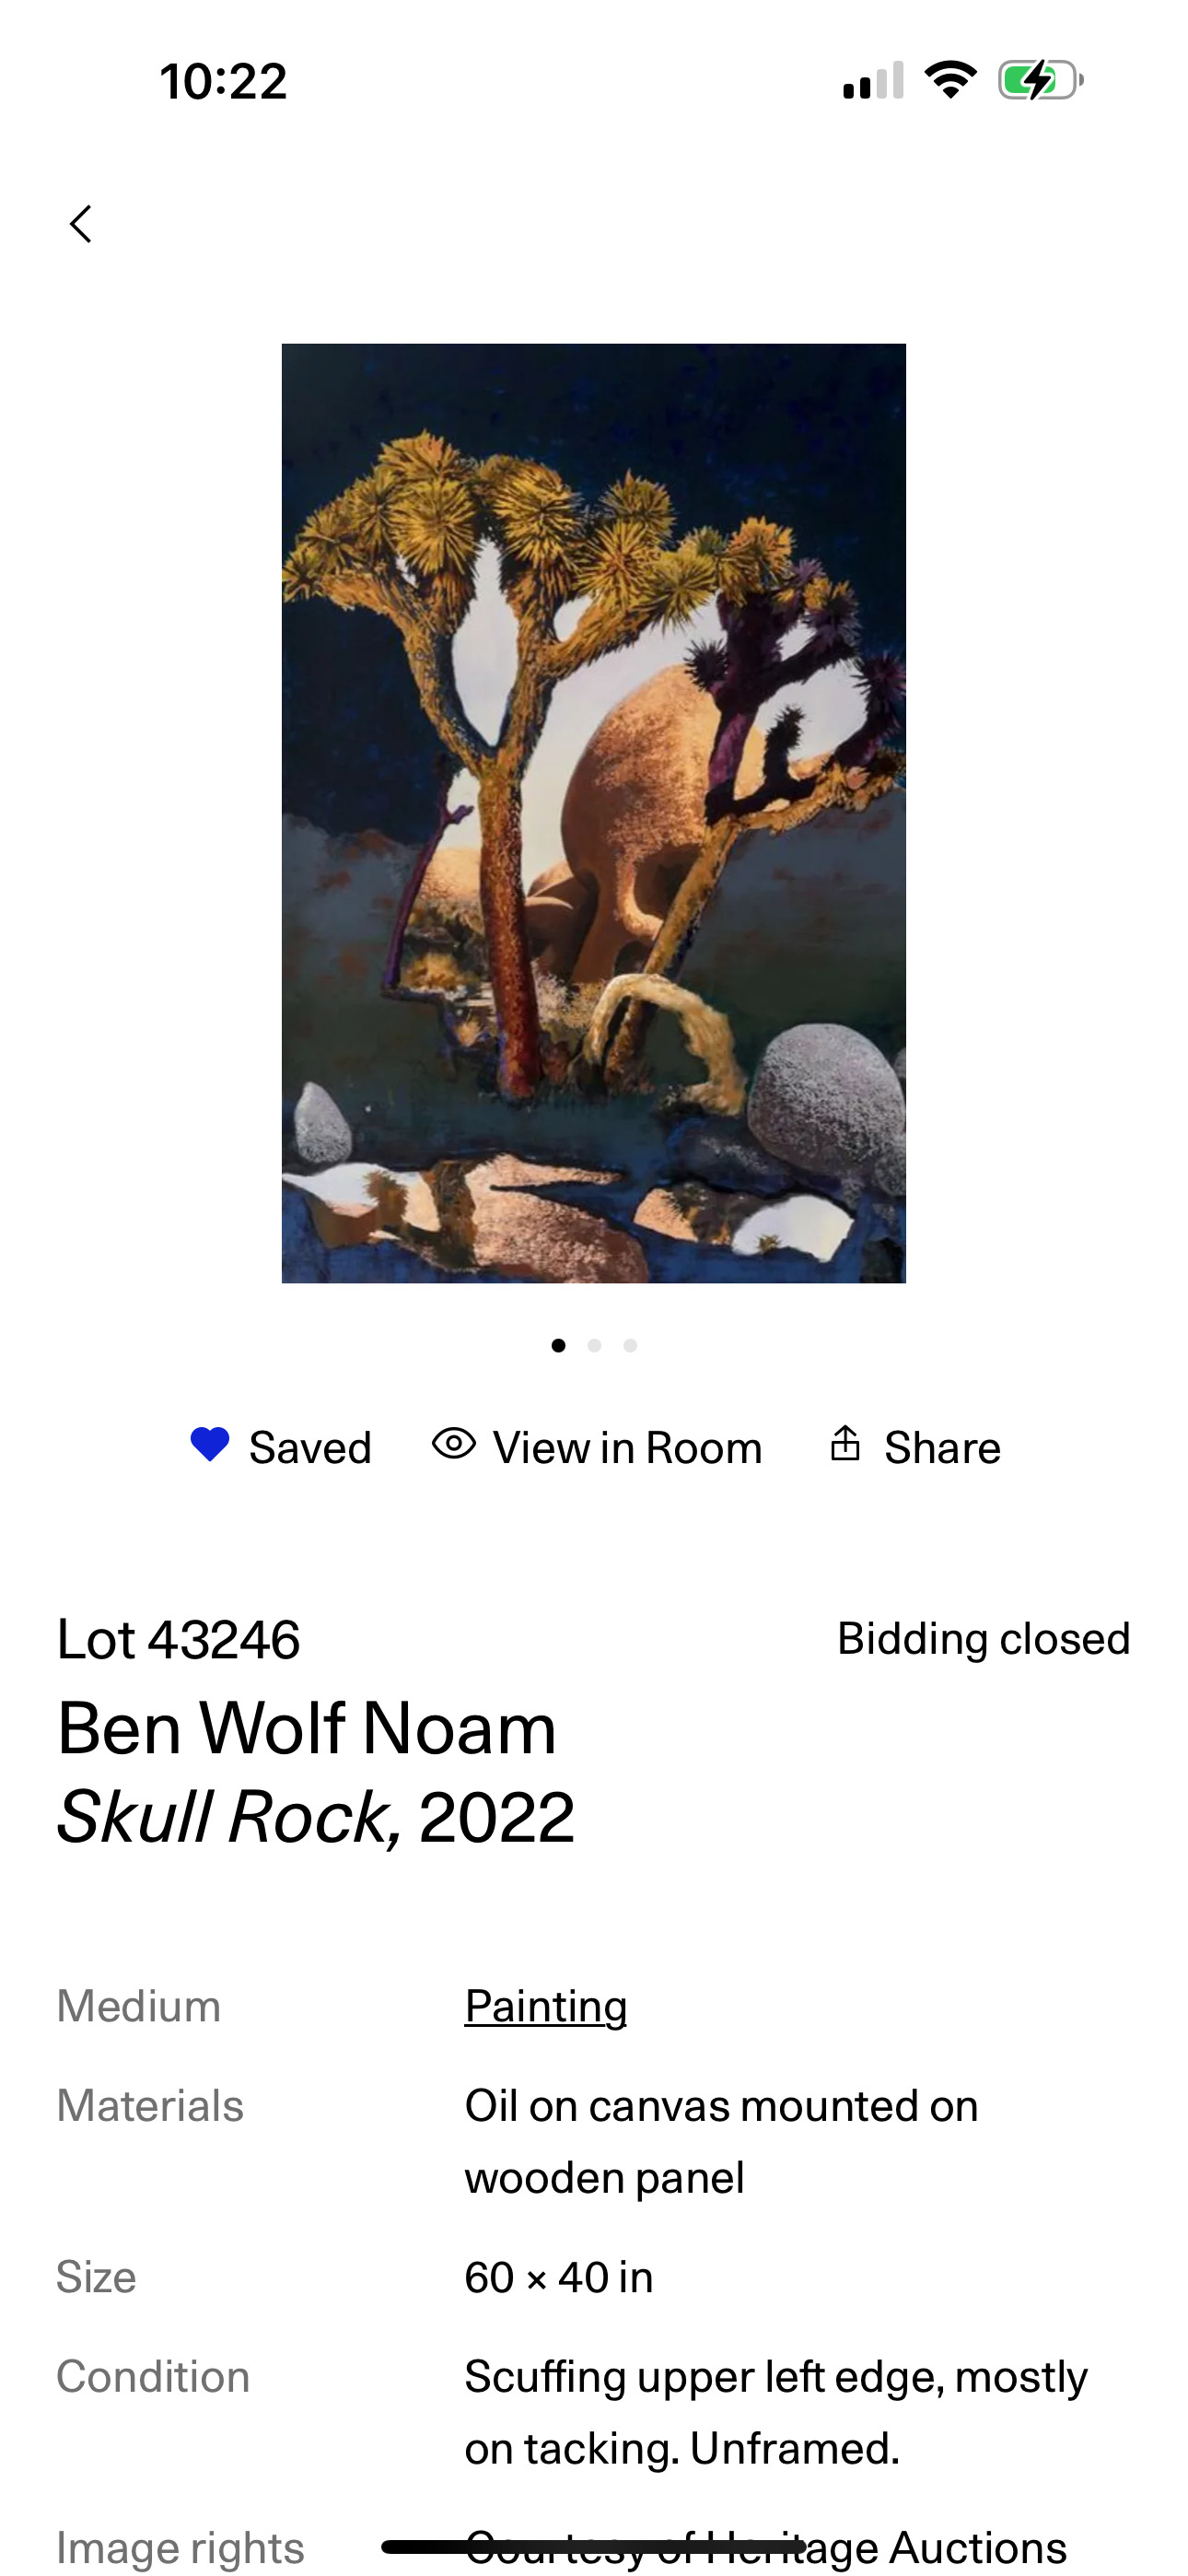 10:22
Saved View in Room Share
Lot 43246 Bidding closed
Ben Wolf Noam
Skull Rock, 2022
Medium Painting
Materials Oil on canvas mounted on
wooden panel
Size 60 × 40 in
Condition Scuffing upper left edge, mostly
on tacking. Unframed.
Image rights Courtesy of Heritage Auctions